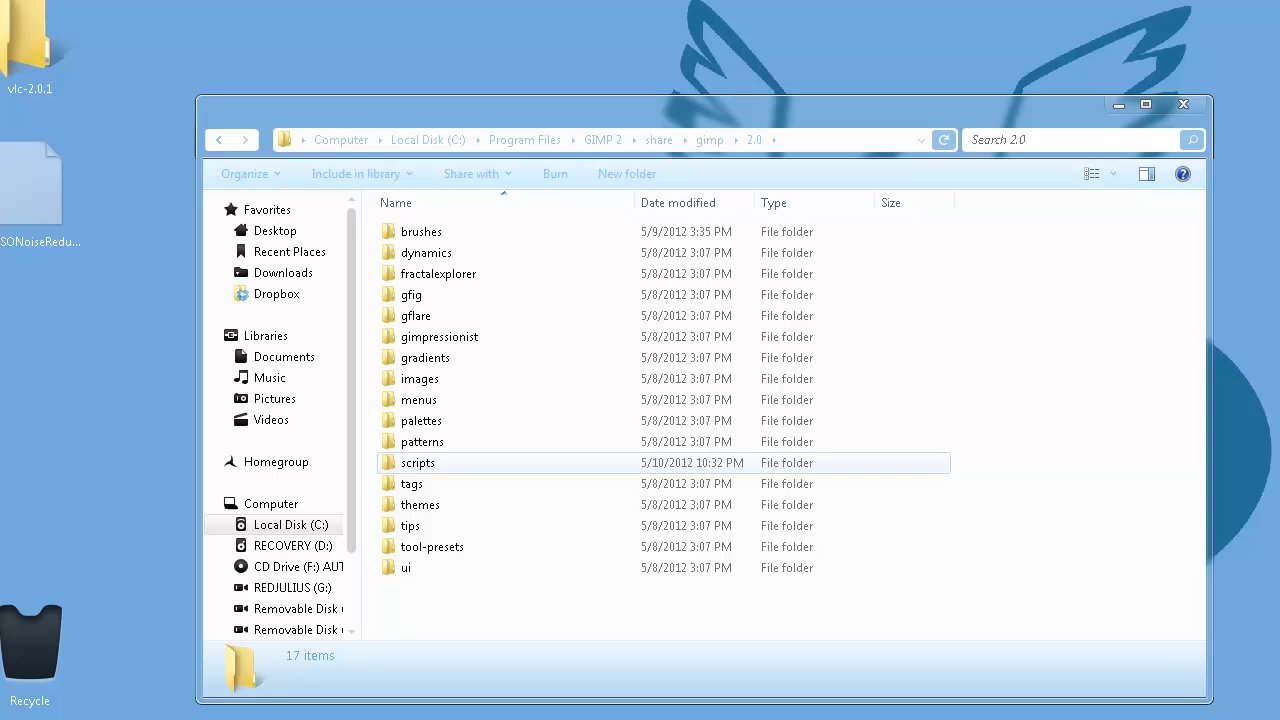 vlc-2.0.1
SONoiseRedu...
Recycle
Computer Local Disk (C:) Program Files GIMP 2 share gimp 2.0
Search 2.0
Organize Include in library Share with Burn New folder
Favorites
Desktop
Recent Places
Downloads
Dropbox
Libraries
Documents
Music
Pictures
Videos
Homegroup
Computer
Local Disk (C:)
RECOVERY (D:)
CD Drive (F:) AUT
REDJULIUS (G:)
Removable Disk
Removable Disk
Name Date modified Type Size
brushes 5/9/2012 3:35 PM File folder
dynamics 5/8/2012 3:07 PM File folder
fractalexplorer 5/8/2012 3:07 PM File folder
gfig 5/8/2012 3:07 PM File folder
gflare 5/8/2012 3:07 PM File folder
gimpressionist 5/8/2012 3:07 PM File folder
gradients 5/8/2012 3:07 PM File folder
images 5/8/2012 3:07 PM File folder
menus 5/8/2012 3:07 PM File folder
palettes 5/8/2012 3:07 PM File folder
patterns 5/8/2012 3:07 PM File folder
scripts 5/10/2012 10:32 PM File folder
tags 5/8/2012 3:07 PM File folder
themes 5/8/2012 3:07 PM File folder
tips 5/8/2012 3:07 PM File folder
tool-presets 5/8/2012 3:07 PM File folder
ui 5/8/2012 3:07 PM File folder
17 items